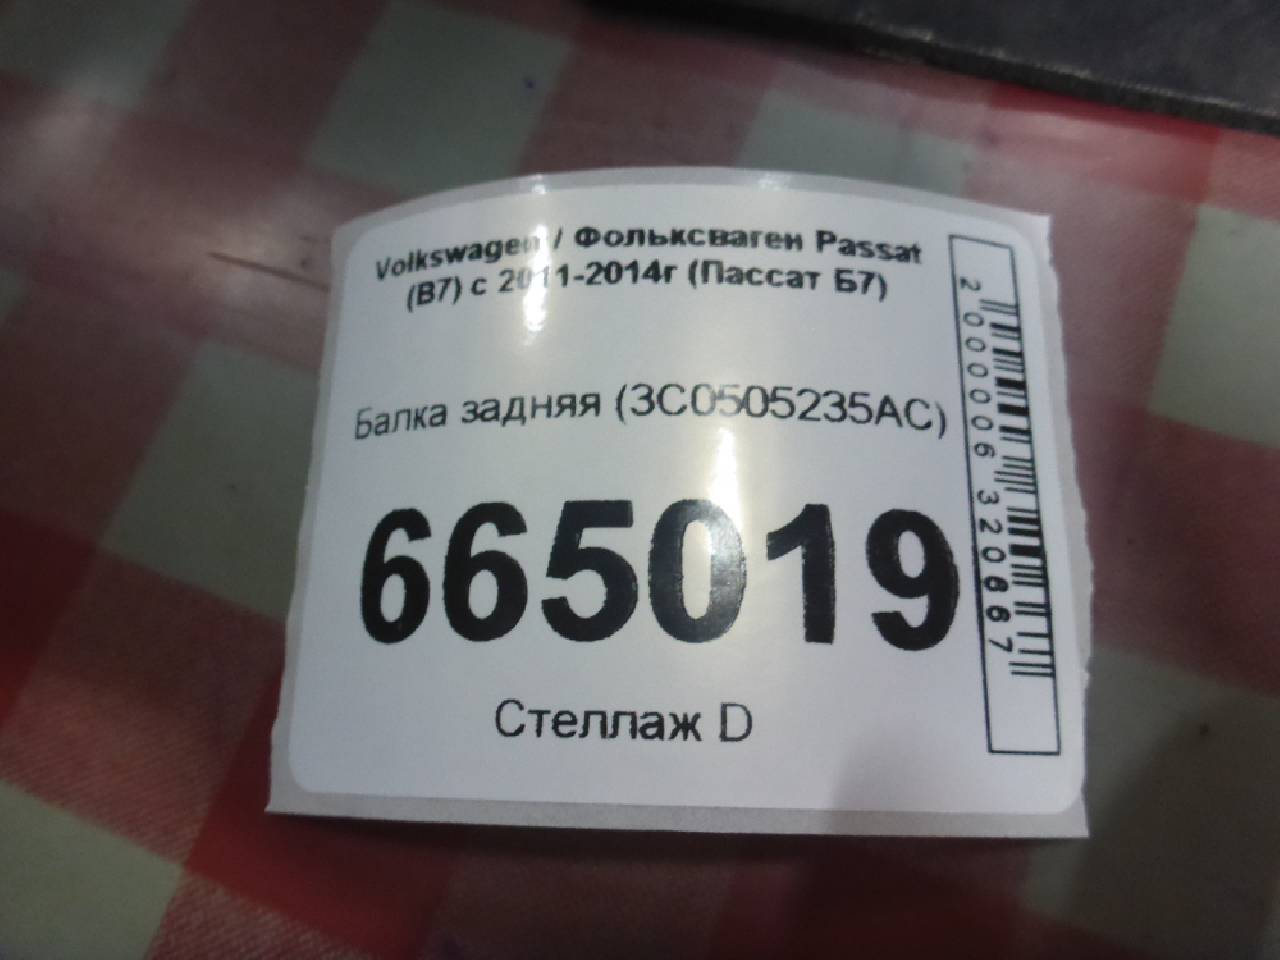 Volkswagen / Фольксваген Passat
(B7) с 2011-2014г (Пассат Б7)
Балка задняя (3C0505235AC)
665019
Стеллаж D
2000006320667